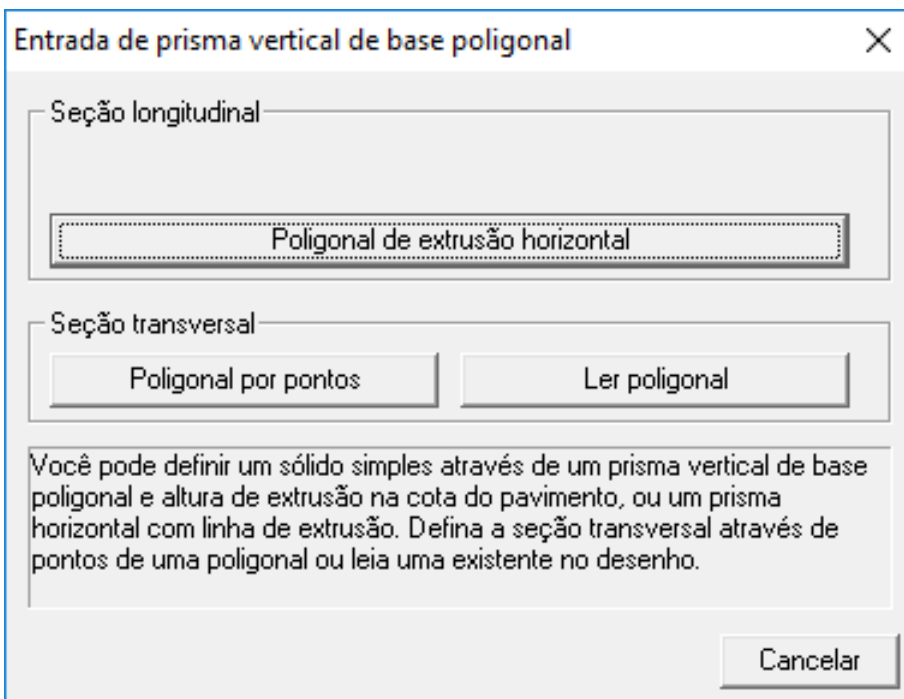 Entrada de prisma vertical de base poligonal
Seção longitudinal
Poligonal de extrusão horizontal
Seção transversal
Poligonal por pontos
Ler poligonal
Você pode definir um sólido simples através de um prisma vertical de base
poligonal e altura de extrusão na cota do pavimento, ou um prisma
horizontal com linha de extrusão. Defina a seção transversal através de
pontos de uma poligonal ou leia uma existente no desenho.
Cancelar